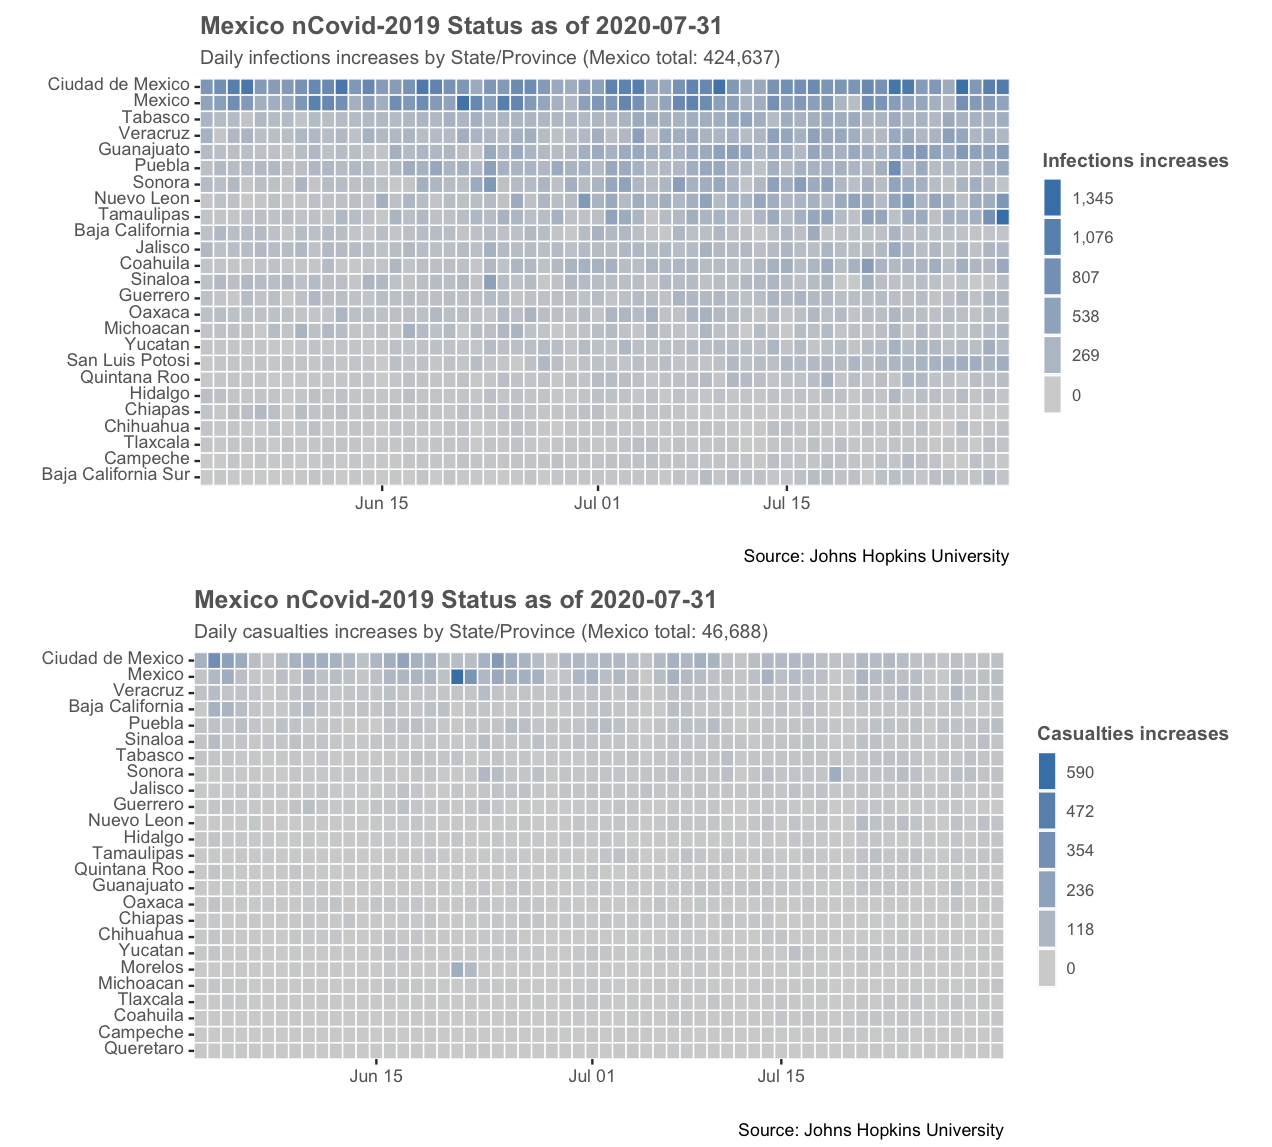 Mexico nCovid-2019 Status as of 2020-07-31
Daily infections increases by State/Province (Mexico total: 424,637)
Ciudad de Mexico
Mexico
Tabasco
Veracruz
Guanajuato
Puebla
Sonora
Nuevo Leon
Tamaulipas
Baja California
Jalisco
Coahuila
Sinaloa
Guerrero
Oaxaca
Michoacan
Yucatan
San Luis Potosi
Quintana Roo
Hidalgo
Chiapas
Chihuahua
Tlaxcala
Campeche
Baja California Sur
Jun 15
Jul 01
Jul 15
Infections increases
1,345
1,076
807
538
269
0
Source: Johns Hopkins University
Mexico nCovid-2019 Status as of 2020-07-31
Daily casualties increases by State/Province (Mexico total: 46,688)
Ciudad de Mexico
Mexico
Veracruz
Baja California
Puebla
Sinaloa
Tabasco
Sonora
Jalisco
Guerrero
Nuevo Leon
Hidalgo
Tamaulipas
Quintana Roo
Guanajuato
Oaxaca
Chiapas
Chihuahua
Yucatan
Morelos
Michoacan
Tlaxcala
Coahuila
Campeche
Queretaro
Jun 15
Jul 01
Jul 15
Casualties increases
590
472
354
236
118
0
Source: Johns Hopkins University